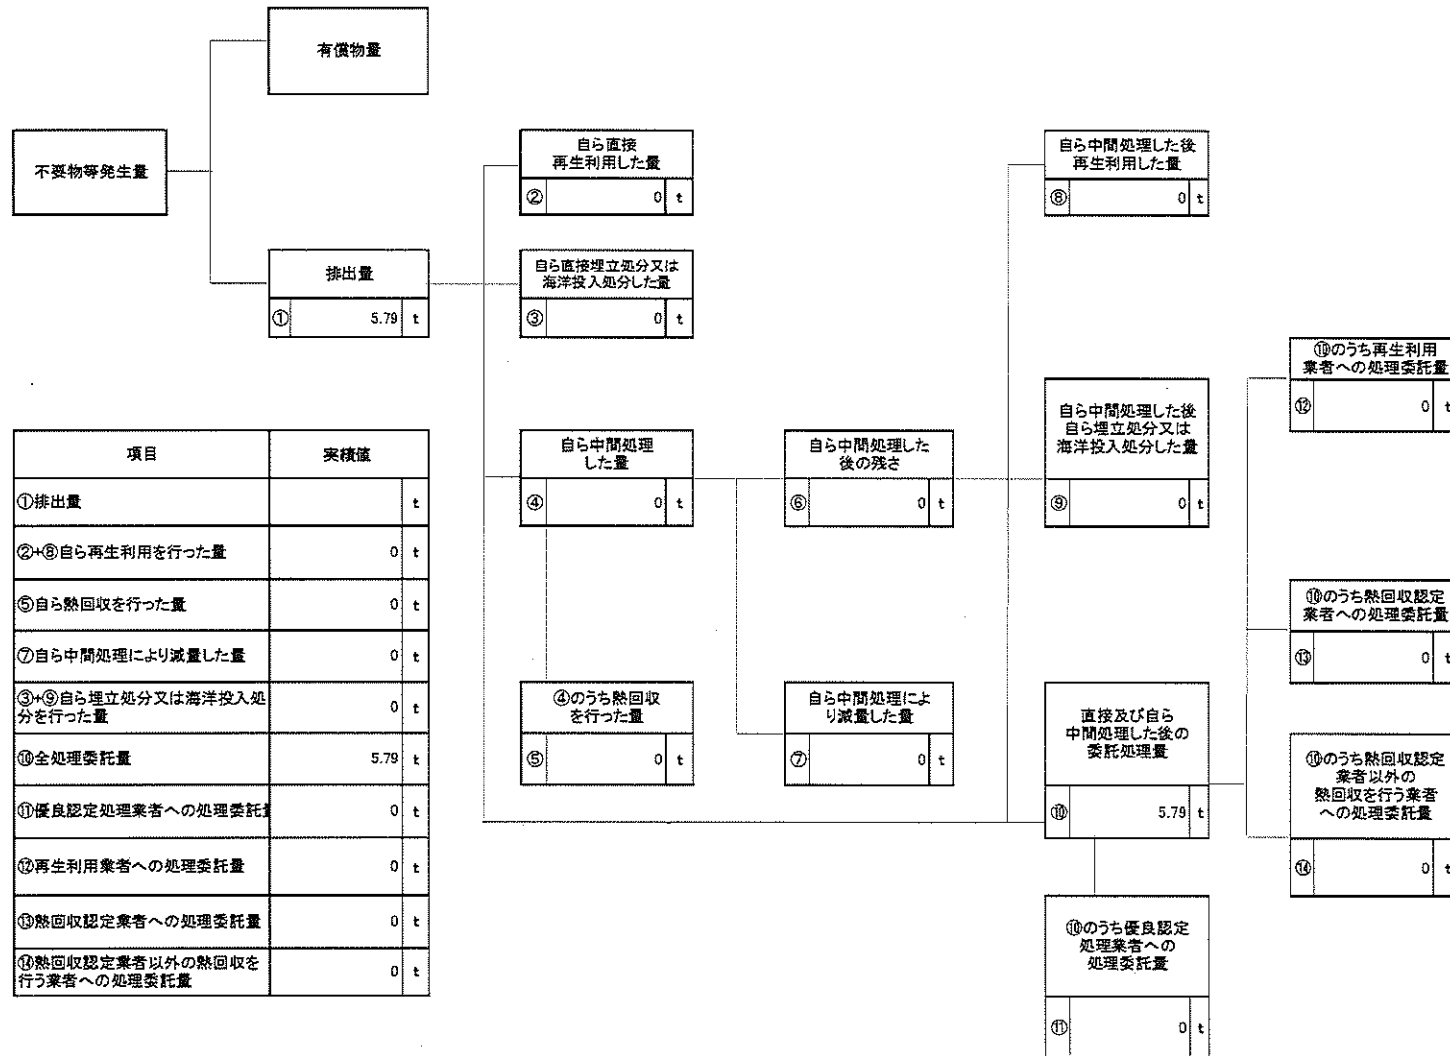 有償物量
不要物等発生量
排出量
① 5.79 t
自ら直接
再生利用した量
② 0 t
自ら直接埋立処分又は
海洋投入処分した量
③ 0 t
自ら中間処理
した量
④ 0 t
④のうち熱回収
を行った量
⑤ 0 t
自ら中間処理した
後の残さ
⑥ 0 t
自ら中間処理によ
り減量した量
⑦ 0 t
自ら中間処理した後
再生利用した量
⑧ 0 t
自ら中間処理した後
自ら埋立処分又は
海洋投入処分した量
⑨ 0 t
直接及び自ら
中間処理した後の
委託処理量
⑩ 5.79 t
⑩のうち優良認定
処理業者への
処理委託量
⑪ 0 t
⑩のうち再生利用
業者への処理委託量
⑫ 0 t
⑩のうち熱回収認定
業者への処理委託量
⑬ 0 t
⑩のうち熱回収認定
業者以外の
熱回収を行う業者
への処理委託量
⑭ 0 t
項目 実績値
①排出量 t
②+⑧自ら再生利用を行った量 0 t
⑤自ら熱回収を行った量 0 t
⑦自ら中間処理により減量した量 0 t
③+⑨自ら埋立処分又は海洋投入処
分を行った量 0 t
⑩全処理委託量 5.79 t
⑪優良認定処理業者への処理委託 0 t
⑫再生利用業者への処理委託量 0 t
⑬熱回収認定業者への処理委託量 0 t
⑭熱回収認定業者以外の熱回収を
行う業者への処理委託量 0 t